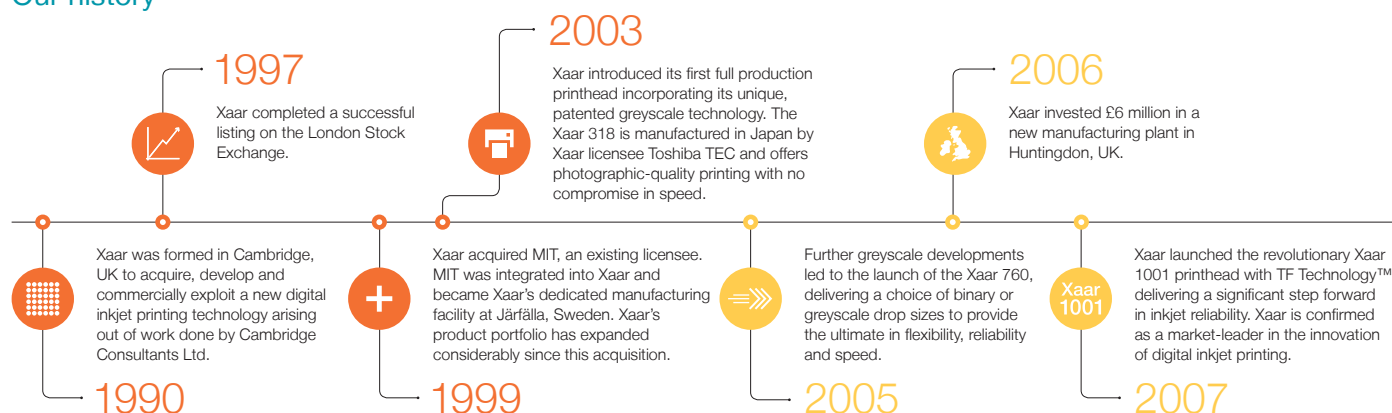 1997
Xaar completed a successful
listing on the London Stock
Exchange.
2003
Xaar introduced its first full production
printhead incorporating its unique,
patented greyscale technology. The
Xaar 318 is manufactured in Japan by
Xaar licensee Toshiba TEC and offers
photographic-quality printing with no
compromise in speed.
2006
Xaar invested £6 million in a
new manufacturing plant in
Huntingdon, UK.
Xaar was formed in Cambridge,
UK to acquire, develop and
commercially exploit a new digital
inkjet printing technology arising
out of work done by Cambridge
Consultants Ltd.
1990
Xaar acquired MIT, an existing licensee.
MIT was integrated into Xaar and
became Xaar’s dedicated manufacturing
facility at Järfälla, Sweden. Xaar’s
product portfolio has expanded
considerably since this acquisition.
1999
Further greyscale developments
led to the launch of the Xaar 760,
delivering a choice of binary or
greyscale drop sizes to provide
the ultimate in flexibility, reliability
and speed.
2005
Xaar
1001
Xaar launched the revolutionary Xaar
1001 printhead with TF Technology™
delivering a significant step forward
in inkjet reliability. Xaar is confirmed
as a market-leader in the innovation
of digital inkjet printing.
2007